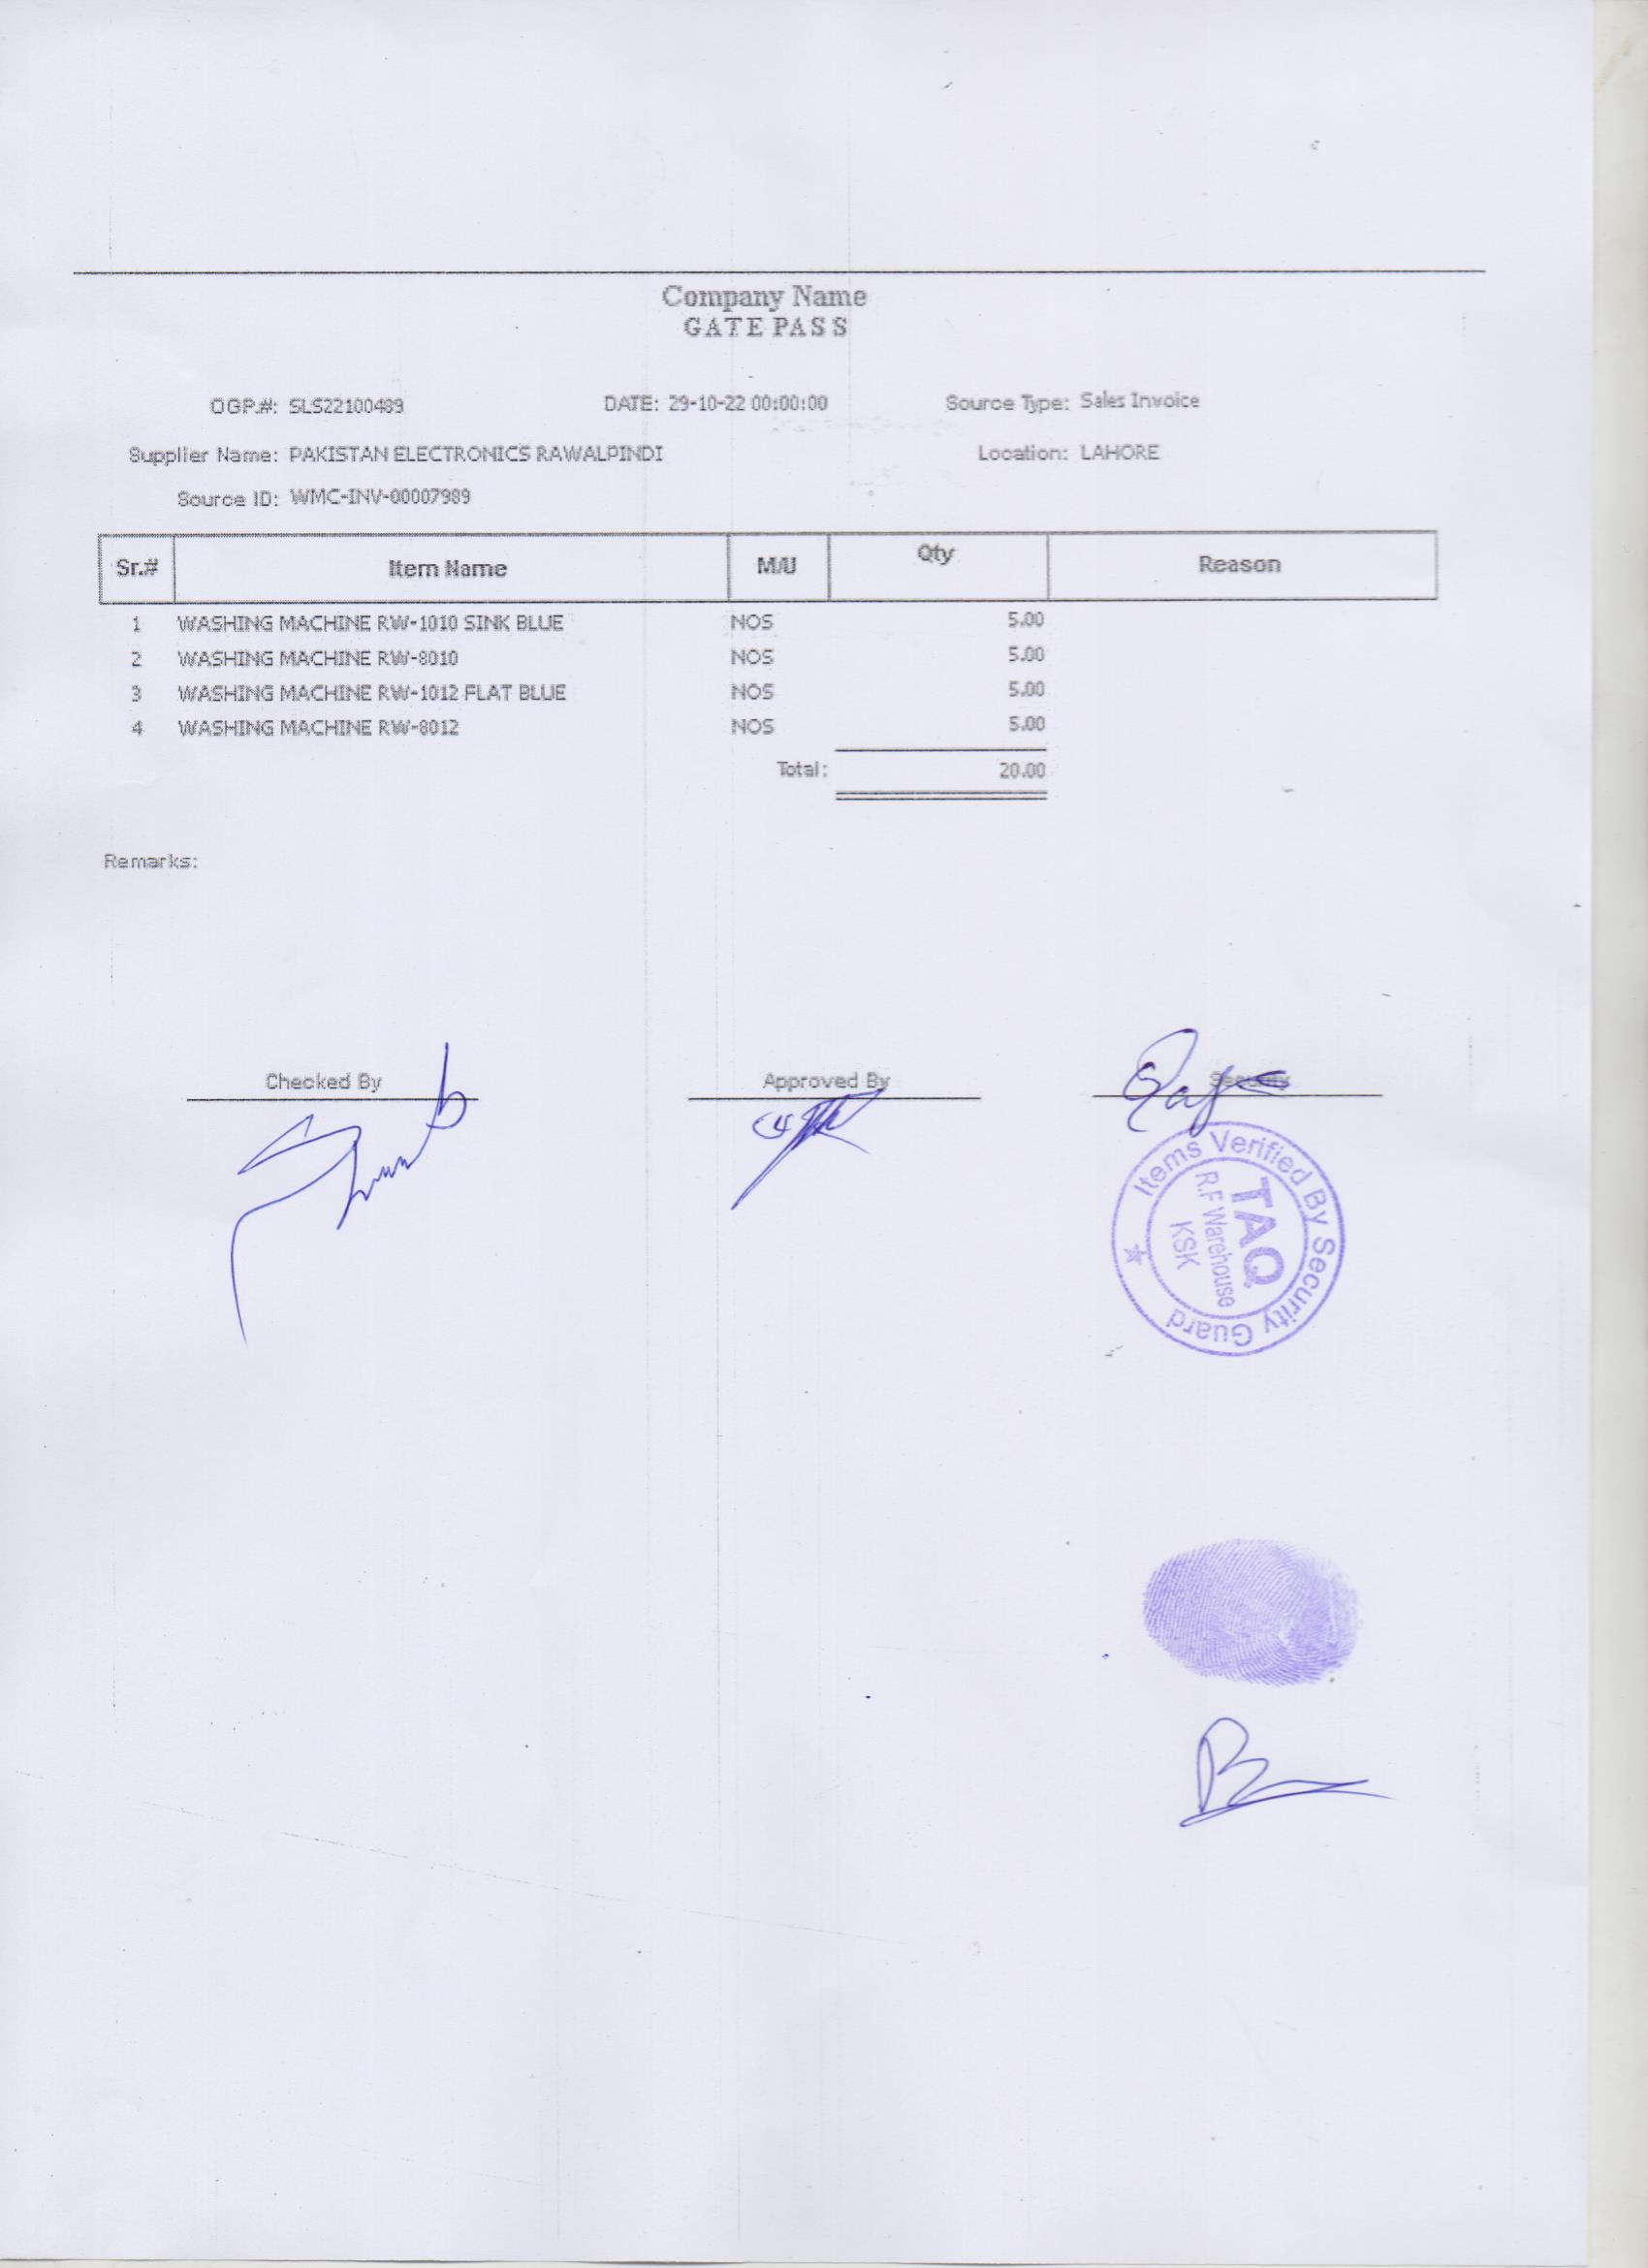 Company Name
GATE PASS
OGP.#: SLS22100489 DATE: 29-10-22 00:00:00 Source Type: Sales Invoice
Supplier Name: PAKISTAN ELECTRONICS RAWALPINDI Location: LAHORE
Source ID: WMC-INV-00007989
Sr.# Item Name M/U Qty Reason
1 WASHING MACHINE RW-1010 SINK BLUE NOS 5.00
2 WASHING MACHINE RW-8010 NOS 5.00
3 WASHING MACHINE RW-1012 FLAT BLUE NOS 5.00
4 WASHING MACHINE RW-8012 NOS 5.00
Total: 20.00
Remarks:
Checked By Approved By Security
Items Verified By Security Guard
TAQ
R.F Warehouse
KSK